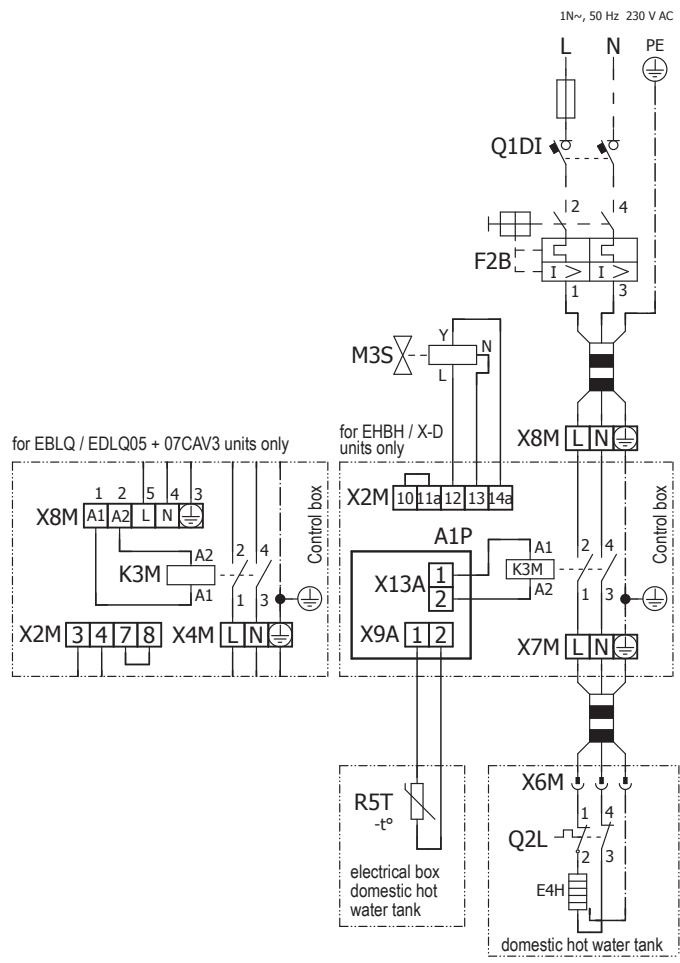 1N~, 50 Hz 230 V AC
L N PE
Q1DI
2 4
F2B
I > I >
1 3
M3S
Y
N
L
for EBLQ / EDLQ05 + 07CAV3 units only
for EHBH / X-D
units only
X8M L N
X2M 10 11a 12 13 14a
1 2 5 4 3
X8M A1 A2 L N
Control box
A2
K3M
A1
2 4
1 3
X2M 3 4 7 8
X4M L N
A1P
X13A 1
2
A1
K3M
A2
2 4
1 3
Control box
X9A 1 2
X7M L N
R5T
-t°
electrical box
domestic hot
water tank
X6M
1 4
Q2L
2 3
E4H
domestic hot water tank